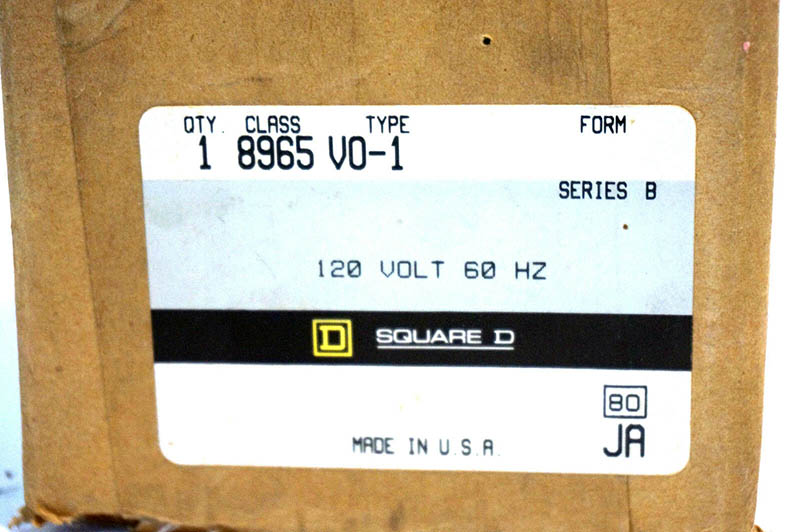 QTY. CLASS TYPE FORM
1 8965 VO-1
SERIES B
120 VOLT 60 HZ
D SQUARE D
80
JA
MADE IN U.S.A.